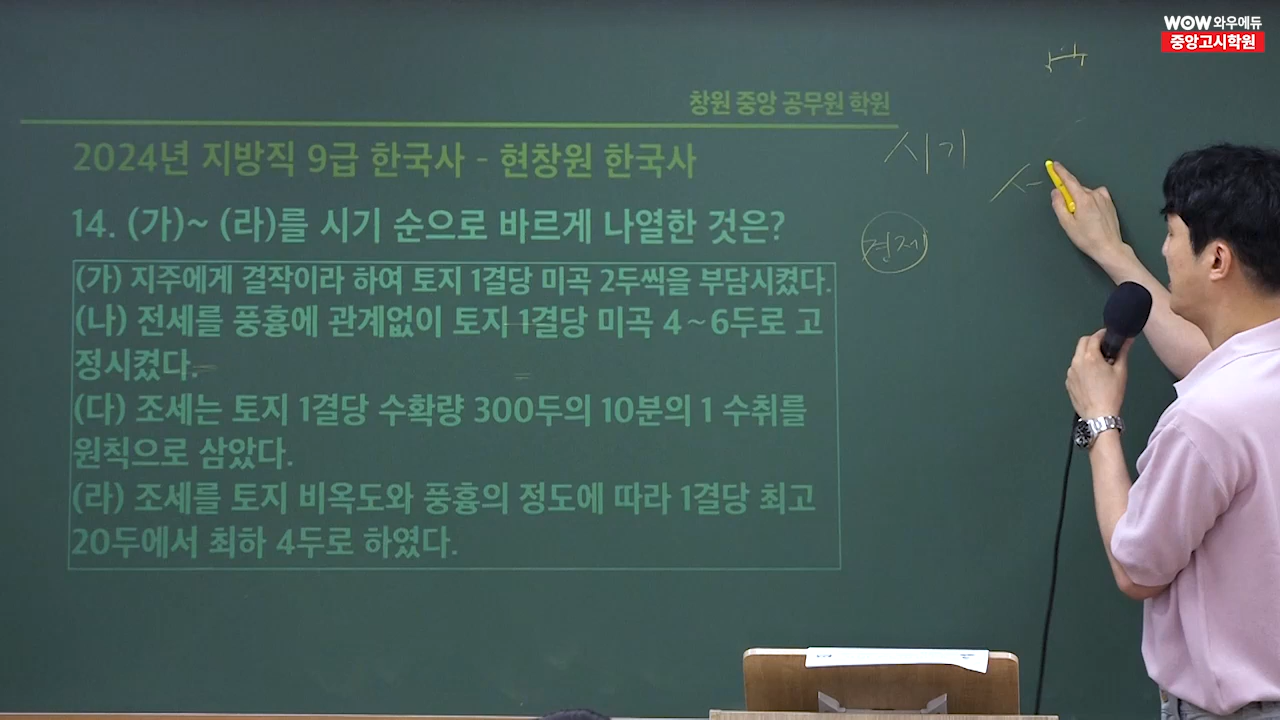 WOW 와우에듀
중앙고시학원
창원 중앙 공무원 학원
2024년 지방직 9급 한국사 - 현창원 한국사
시기
14. (가)~ (라)를 시기 순으로 바르게 나열한 것은?
경제
(가) 지주에게 결작이라 하여 토지 1결당 미곡 2두씩을 부담시켰다.
(나) 전세를 풍흉에 관계없이 토지 1결당 미곡 4~6두로 고
정시켰다.
(다) 조세는 토지 1결당 수확량 300두의 10분의 1 수취를
원칙으로 삼았다.
(라) 조세를 토지 비옥도와 풍흉의 정도에 따라 1결당 최고
20두에서 최하 4두로 하였다.